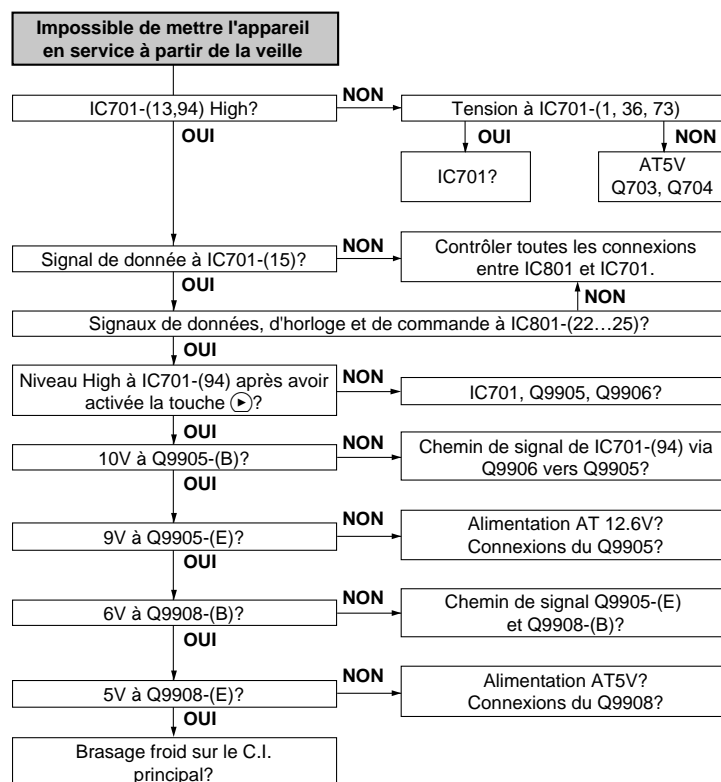 Impossible de mettre l'appareil
en service à partir de la veille
IC701-(13,94) High?
NON
Tension à IC701-(1, 36, 73)
OUI
OUI
NON
IC701?
AT5V
Q703, Q704
Signal de donnée à IC701-(15)?
NON
Contrôler toutes les connexions
entre IC801 et IC701.
OUI
NON
Signaux de données, d'horloge et de commande à IC801-(22...25)?
OUI
Niveau High à IC701-(94) après avoir
activée la touche ?
NON
IC701, Q9905, Q9906?
OUI
10V à Q9905-(B)?
NON
Chemin de signal de IC701-(94) via
Q9906 vers Q9905?
OUI
9V à Q9905-(E)?
NON
Alimentation AT 12.6V?
Connexions du Q9905?
OUI
6V à Q9908-(B)?
NON
Chemin de signal Q9905-(E)
et Q9908-(B)?
OUI
5V à Q9908-(E)?
NON
Alimentation AT5V?
Connexions du Q9908?
OUI
Brasage froid sur le C.I.
principal?